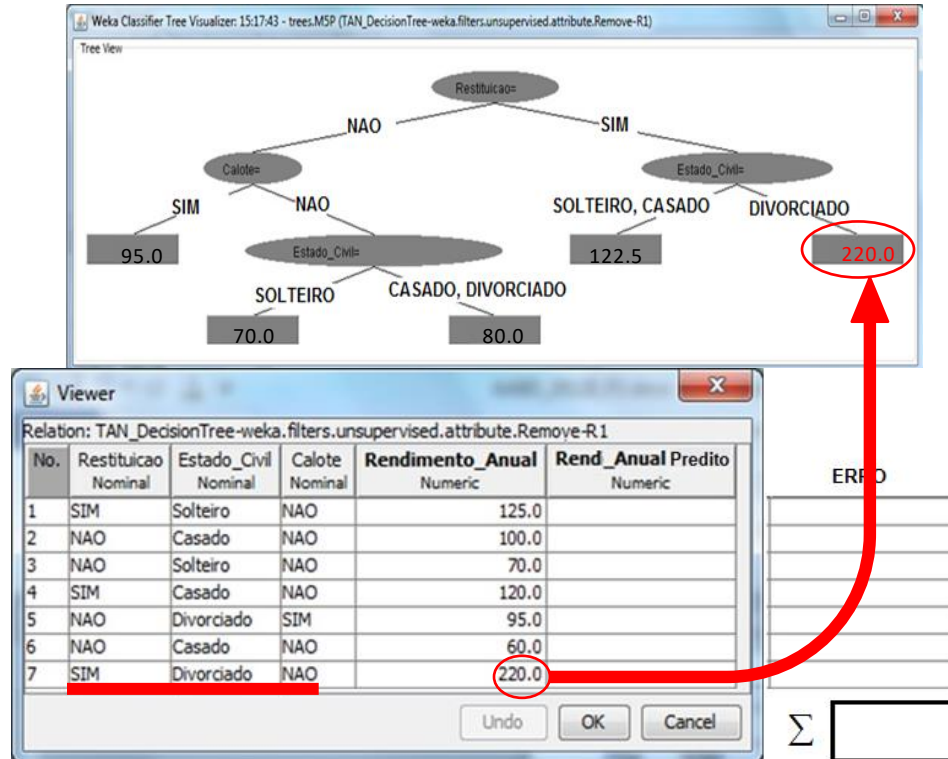 Weka Classifier Tree Visualizer: 15:17:43 - trees.M5P (TAN_DecisionTree-weka.filters.unsupervised.attribute.Remove-R1)
Tree View
Restituicao=
NAO SIM
Calote= Estado_Civil=
SIM NAO SOLTEIRO, CASADO DIVORCIADO
95.0 Estado_Civil= 122.5 220.0
SOLTEIRO CASADO, DIVORCIADO
70.0 80.0
Viewer
Relation: TAN_DecisionTree-weka.filters.unsupervised.attribute.Remove-R1
No. Restituicao Estado_Civil Calote Rendimento_Anual Rend_Anual Predito ERRO
Nominal Nominal Nominal Numeric Numeric
1 SIM Solteiro NAO 125.0
2 NAO Casado NAO 100.0
3 NAO Solteiro NAO 70.0
4 SIM Casado NAO 120.0
5 NAO Divorciado SIM 95.0
6 NAO Casado NAO 60.0
7 SIM Divorciado NAO 220.0
Undo OK Cancel ∑